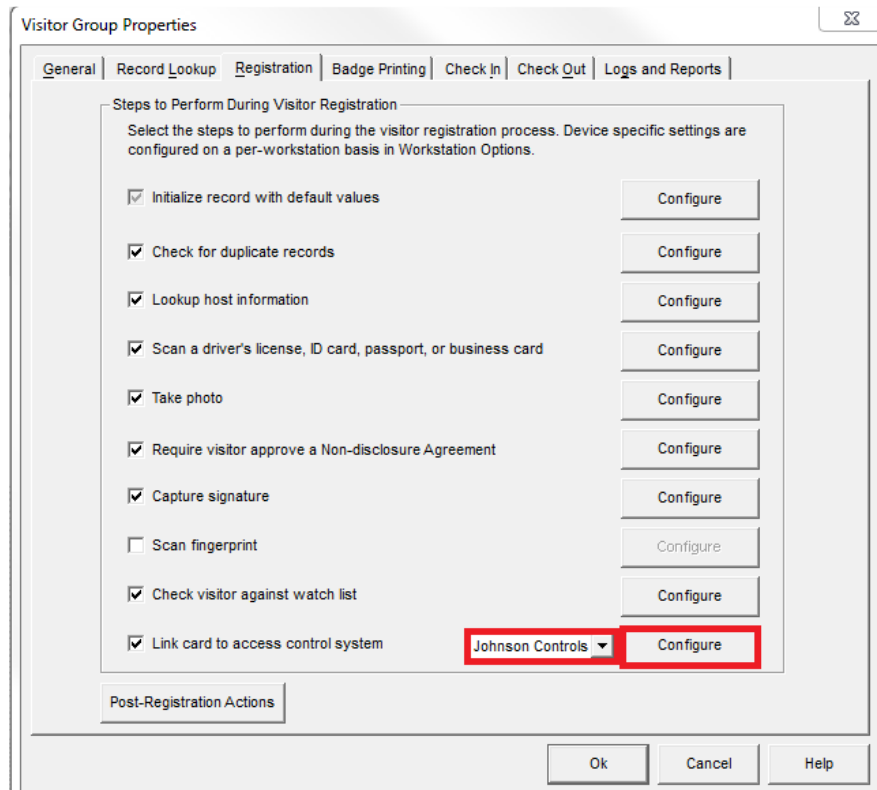 Visitor Group Properties
General Record Lookup Registration Badge Printing Check In Check Out Logs and Reports
Steps to Perform During Visitor Registration
Select the steps to perform during the visitor registration process. Device specific settings are
configured on a per-workstation basis in Workstation Options.
Initialize record with default values Configure
Check for duplicate records Configure
Lookup host information Configure
Scan a driver's license, ID card, passport, or business card Configure
Take photo Configure
Require visitor approve a Non-disclosure Agreement Configure
Capture signature Configure
Scan fingerprint Configure
Check visitor against watch list Configure
Link card to access control system Johnson Controls Configure
Post-Registration Actions
Ok Cancel Help